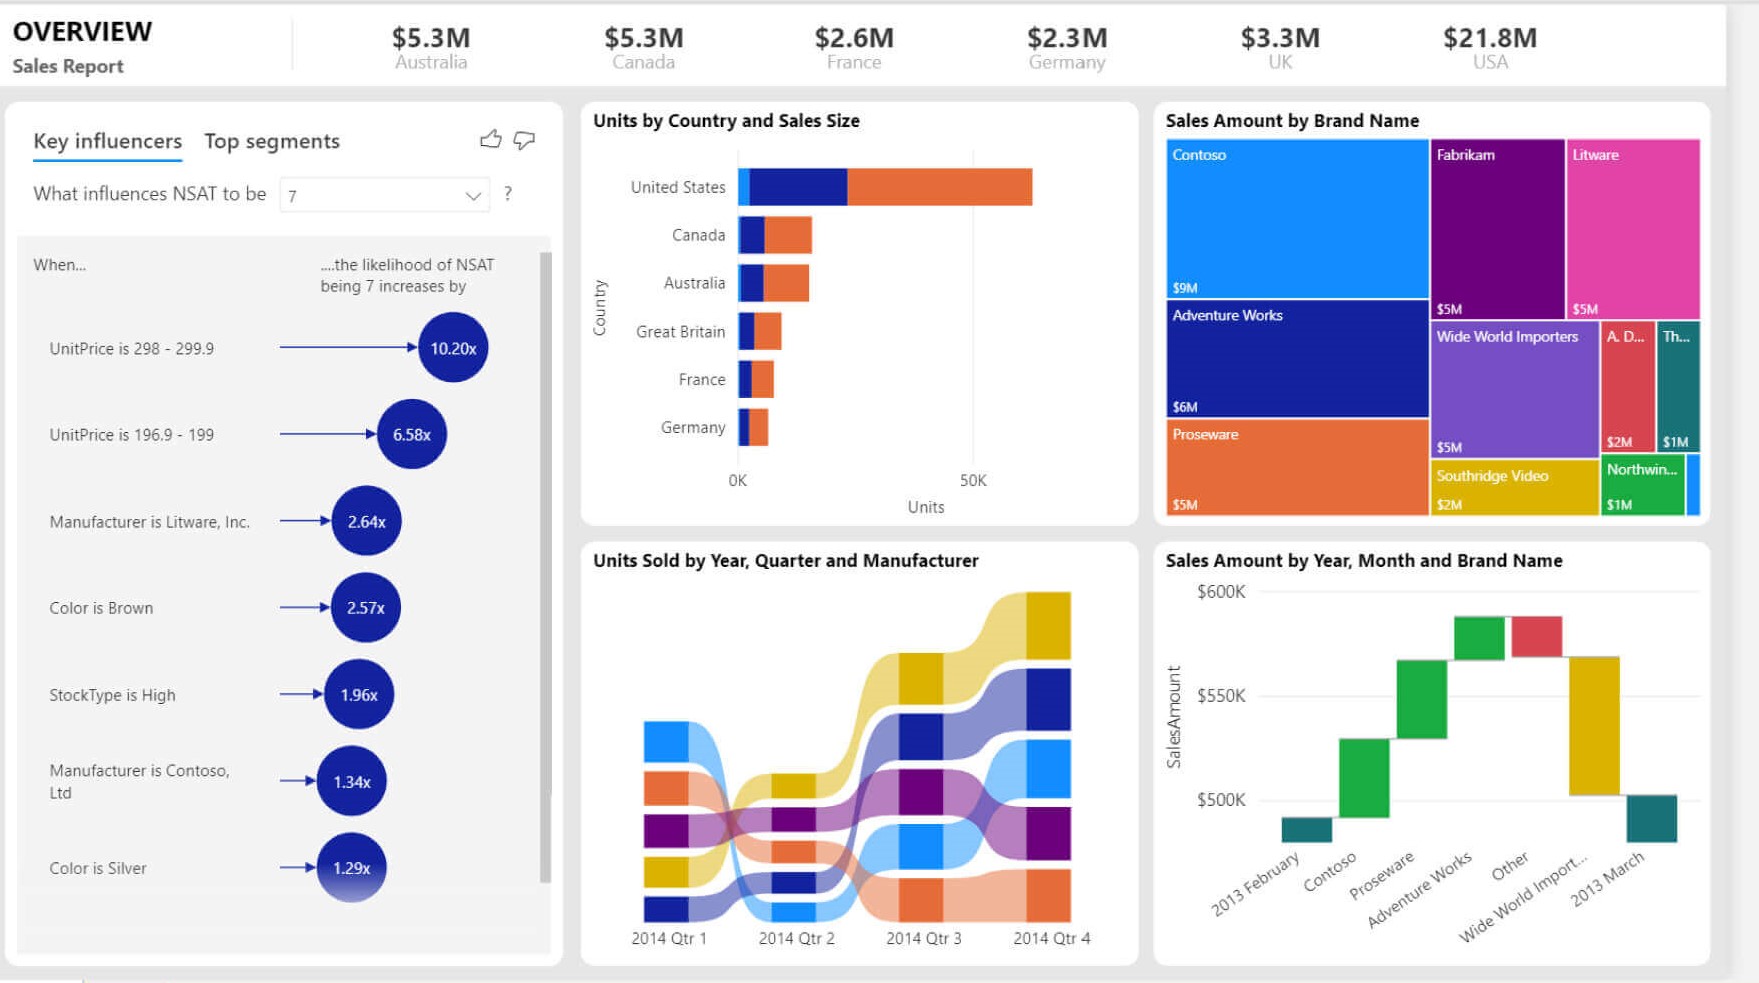 OVERVIEW
Sales Report
$5.3M
Australia
$5.3M
Canada
$2.6M
France
$2.3M
Germany
$3.3M
UK
$21.8M
USA
Key influencers
Top segments
What influences NSAT to be 7 ?
When...
....the likelihood of NSAT
being 7 increases by
UnitPrice is 298 - 299.9 10.20x
UnitPrice is 196.9 - 199 6.58x
Manufacturer is Litware, Inc. 2.64x
Color is Brown 2.57x
StockType is High 1.96x
Manufacturer is Contoso,
Ltd
1.34x
Color is Silver 1.29x
Units by Country and Sales Size
Country
United States
Canada
Australia
Great Britain
France
Germany
0K 50K
Units
Sales Amount by Brand Name
Contoso
$9M
Adventure Works
$6M
Proseware
$5M
Fabrikam
$5M
Litware
$5M
Wide World Importers
$5M
A. D...
$2M
Th...
$1M
Southridge Video
$2M
Northwin...
$1M
Units Sold by Year, Quarter and Manufacturer
2014 Qtr 1 2014 Qtr 2 2014 Qtr 3 2014 Qtr 4
Sales Amount by Year, Month and Brand Name
SalesAmount
$600K
$550K
$500K
2013 February
Contoso
Proseware
Adventure Works
Other
Wide World Import...
2013 March